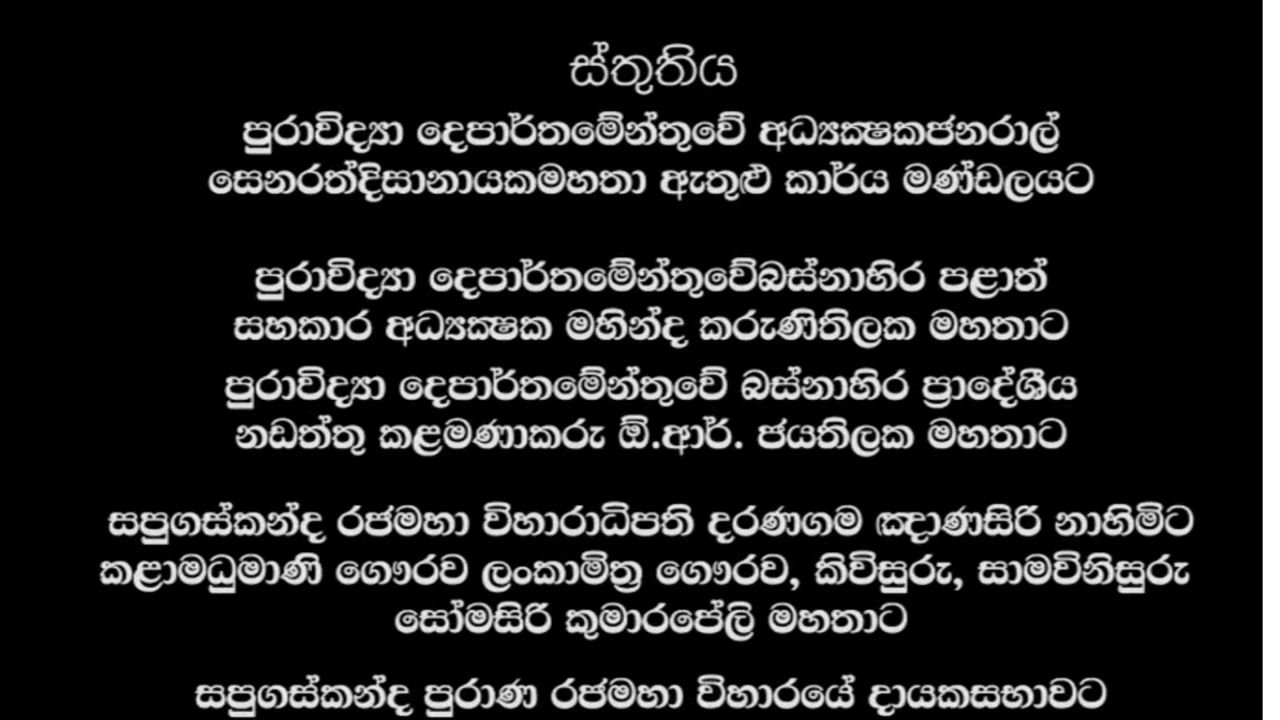 ස්තුතිය
පුරාවිද්‍යා දෙපාර්තමේන්තුවේ අධ්‍යක්‍ෂකජනරාල්
සෙනරත්දිසානායකමහතා ඇතුළු කාර්ය මණ්ඩලයට
පුරාවිද්‍යා දෙපාර්තමේන්තුවේබස්නාහිර පළාත්
සහකාර අධ්‍යක්‍ෂක මහින්ද කරුණිතිලක මහතාට
පුරාවිද්‍යා දෙපාර්තමේන්තුවේ බස්නාහිර ප්‍රාදේශීය
නඩත්තු කළමණාකරු ඕ.ආර්. ජයතිලක මහතාට
සපුගස්කන්ද රජමහා විහාරාධිපති දරණගම ඤාණසිරි නාහිමිට
කළාමධුමාණි ගෞරව ලංකාමිත්‍ර ගෞරව, කිවිසුරු, සාමවිනිසුරු
සෝමසිරි කුමාරපේලි මහතාට
සපුගස්කන්ද පුරාණ රජමහා විහාරයේ දායකසභාවට